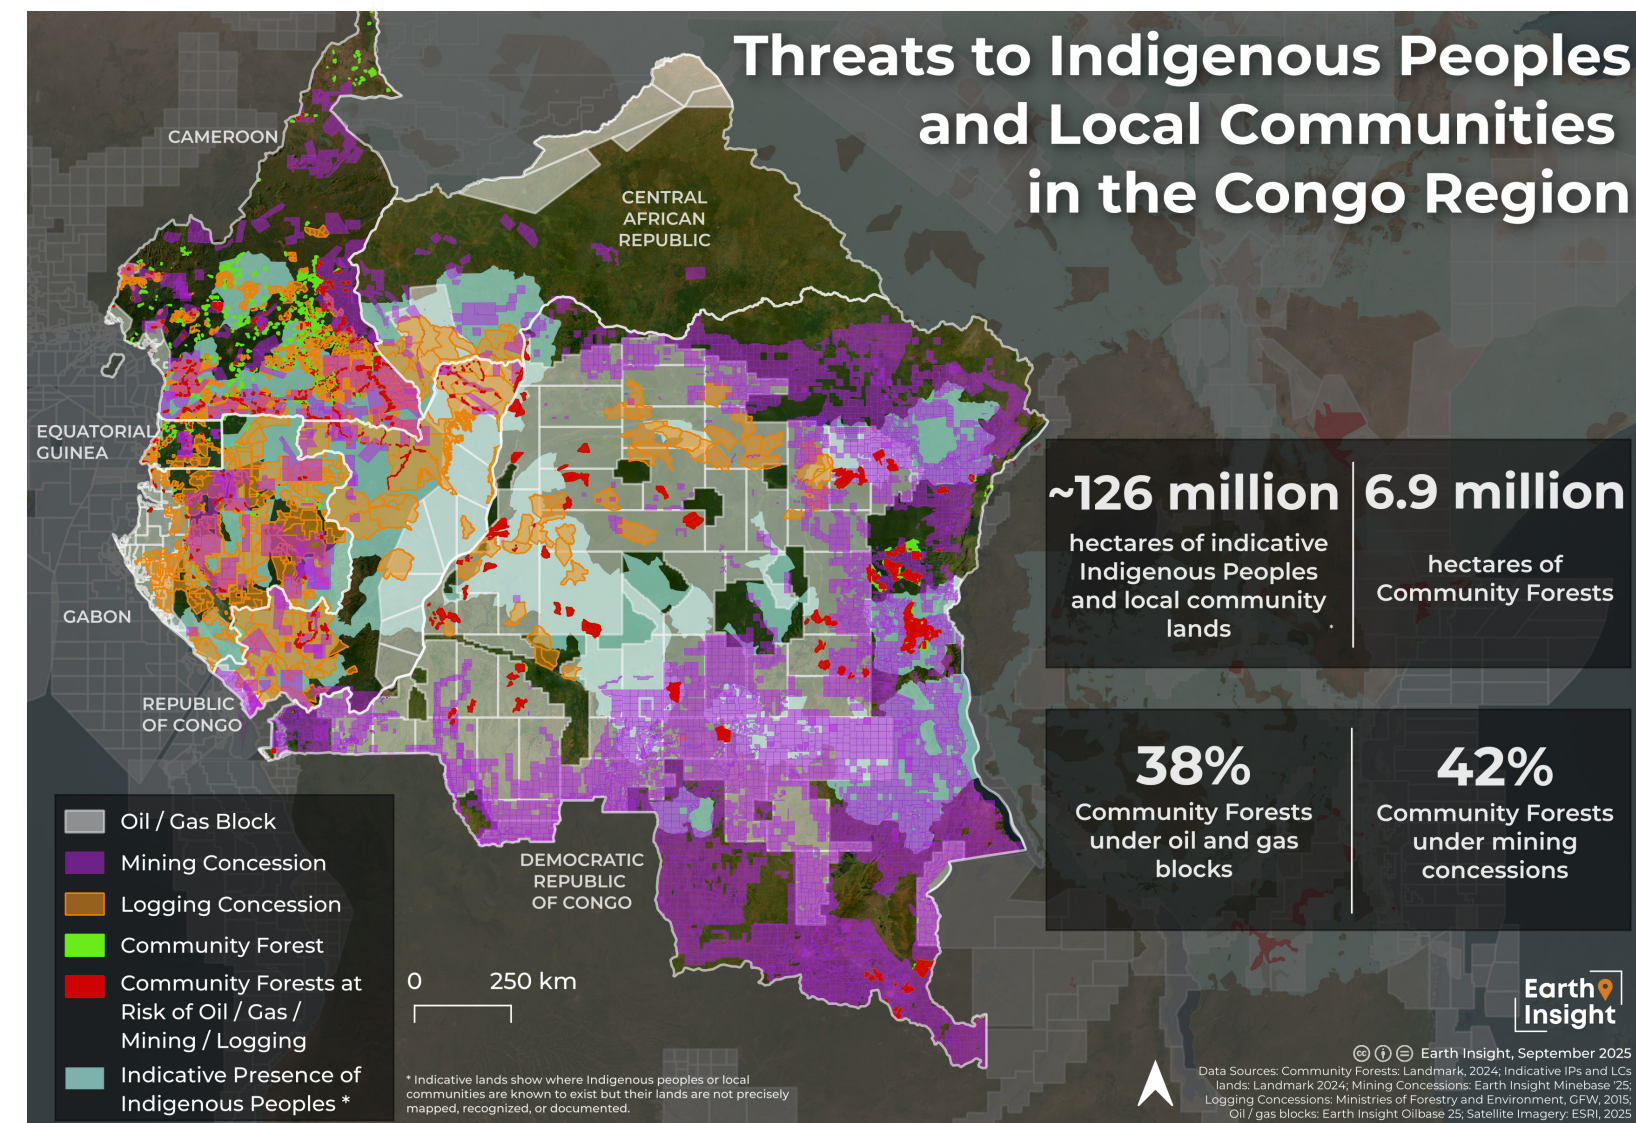 Threats to Indigenous Peoples
and Local Communities
in the Congo Region
CAMEROON
CENTRAL
AFRICAN
REPUBLIC
EQUATORIAL
GUINEA
GABON
REPUBLIC
OF CONGO
DEMOCRATIC
REPUBLIC
OF CONGO
~126 million
hectares of indicative
Indigenous Peoples
and local community
lands
6.9 million
hectares of
Community Forests
38%
Community Forests
under oil and gas
blocks
42%
Community Forests
under mining
concessions
Oil / Gas Block
Mining Concession
Logging Concession
Community Forest
Community Forests at
Risk of Oil / Gas /
Mining / Logging
Indicative Presence of
Indigenous Peoples *
0 250 km
* Indicative lands show where Indigenous peoples or local
communities are known to exist but their lands are not precisely
mapped, recognized, or documented.
Earth
Insight
cc Earth Insight, September 2025
Data Sources: Community Forests: Landmark, 2024; Indicative IPs and LCs
lands: Landmark 2024; Mining Concessions: Earth Insight Minebase '25;
Logging Concessions: Ministries of Forestry and Environment, GFW, 2015;
Oil / gas blocks: Earth Insight Oilbase 25; Satellite Imagery: ESRI, 2025